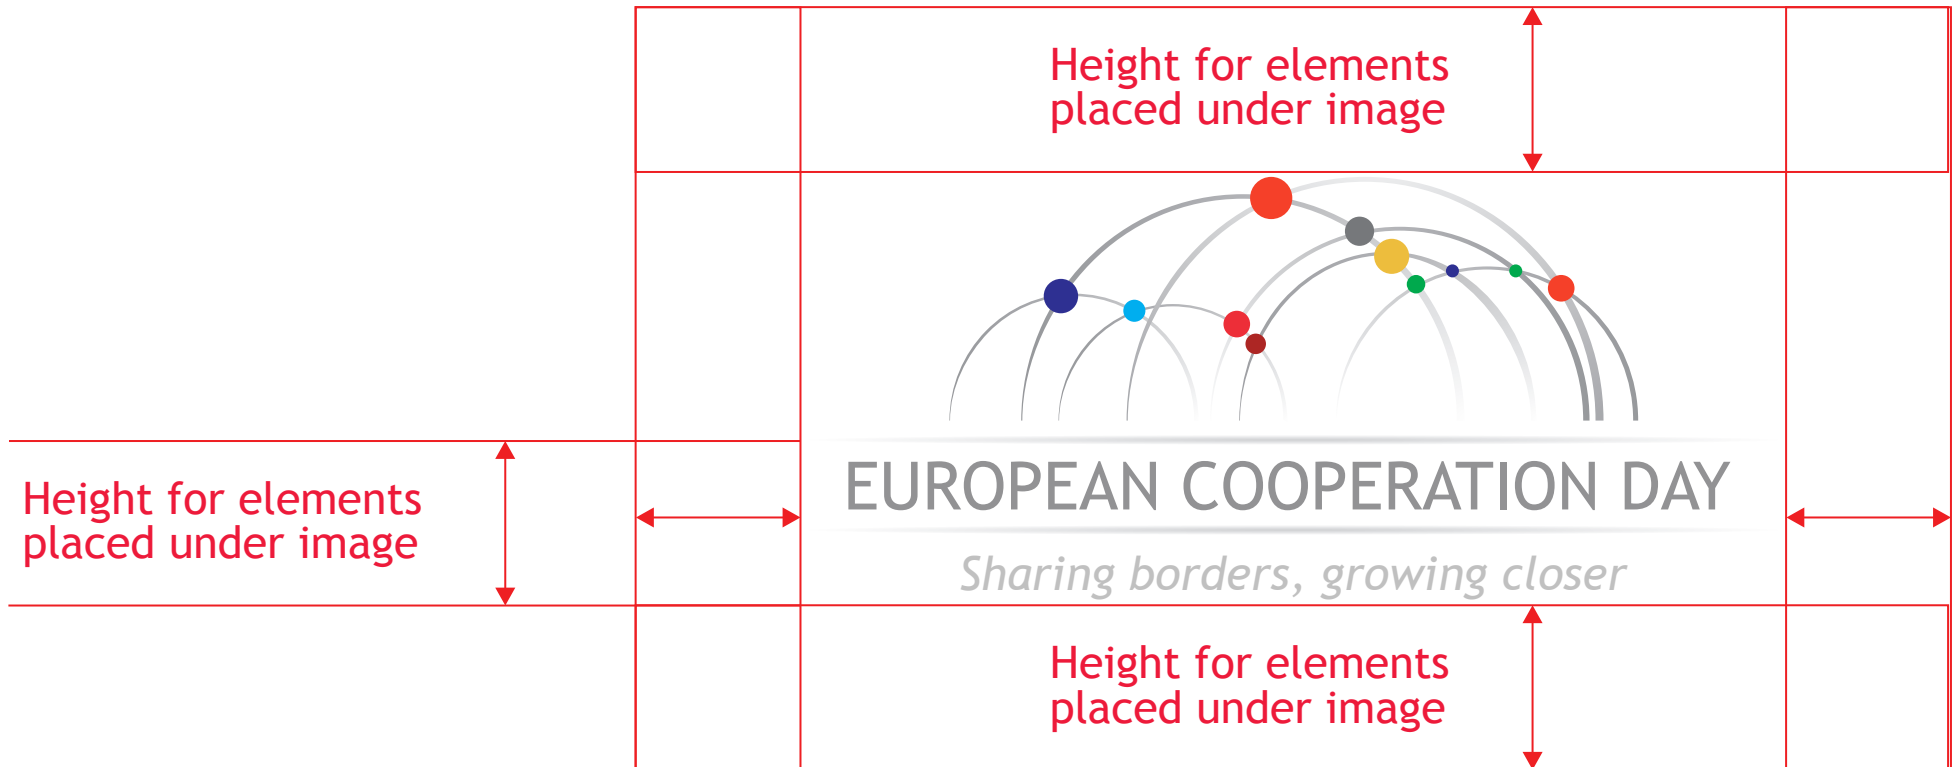 Height for elements
placed under image
EUROPEAN COOPERATION DAY
Height for elements
placed under image
Sharing borders, growing closer
Height for elements
placed under image